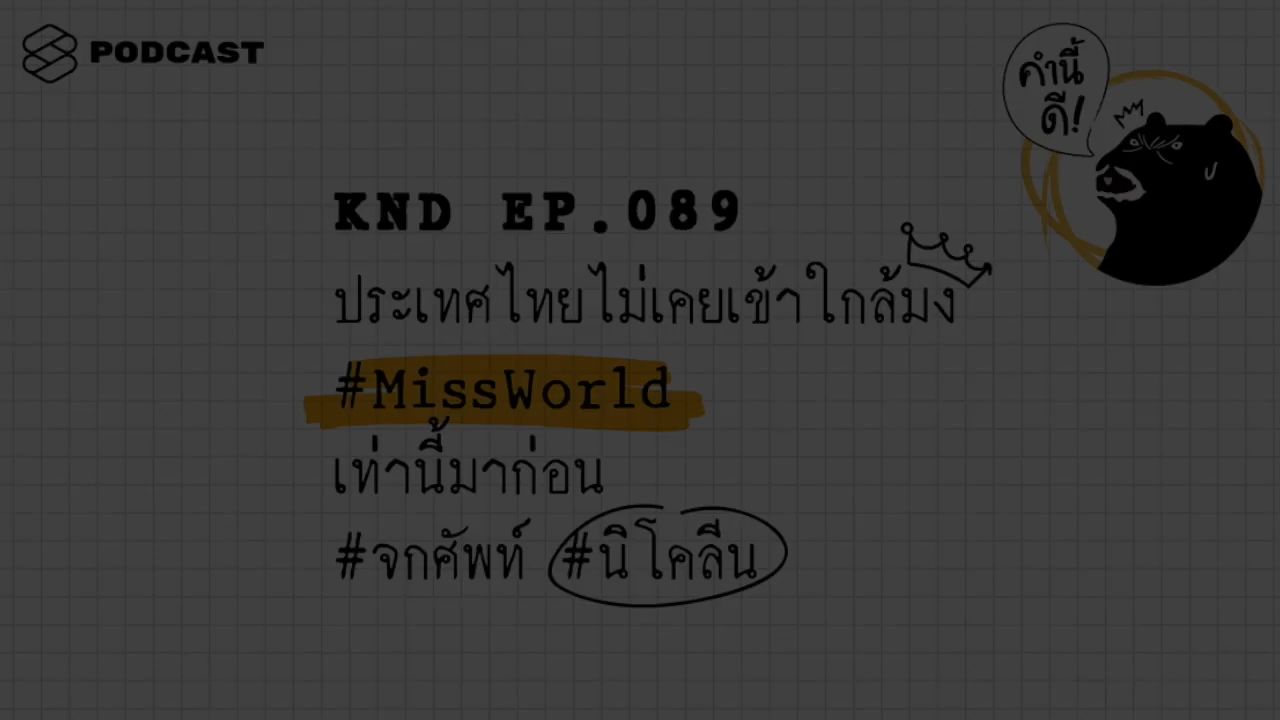 PODCAST
คำนี้
ดี!
KND EP.089
ประเทศไทยไม่เคยเข้าใกล้มง
#MissWorld
เท่านี้มาก่อน
#จกศัพท์ #นิโคลีน